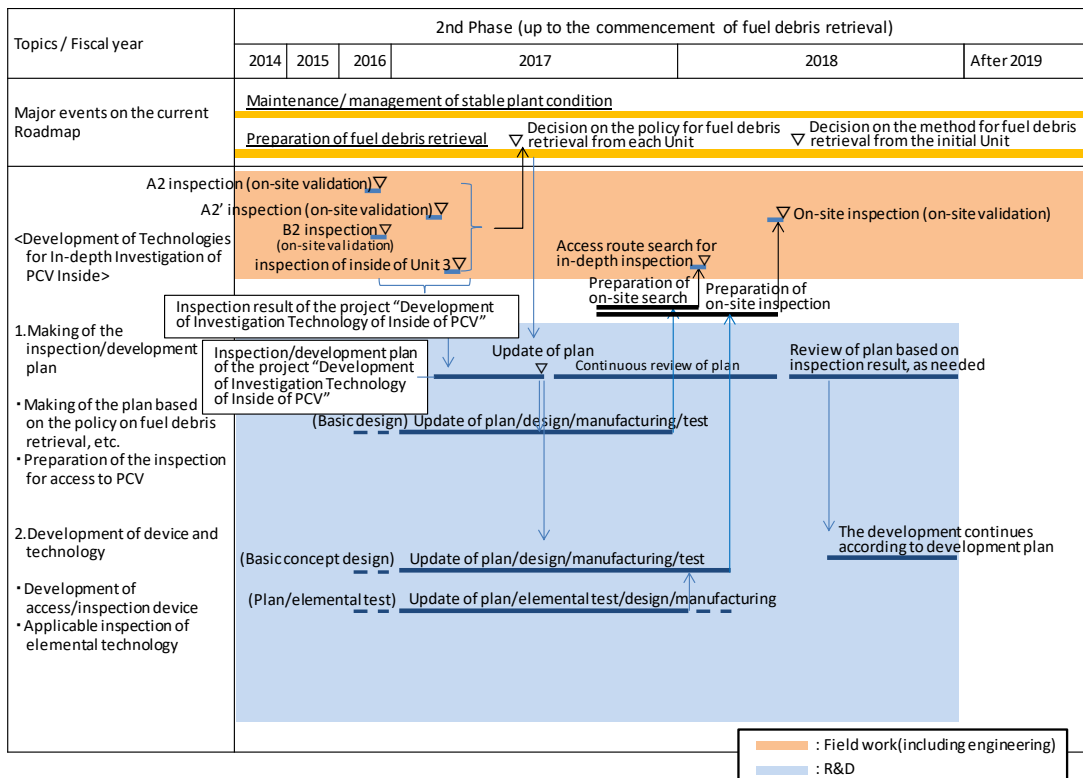 Topics / Fiscal year
2nd Phase (up to the commencement of fuel debris retrieval)
2014
2015
2016
2017
2018
After 2019
Major events on the current
Roadmap
Maintenance/ management of stable plant condition
Preparation of fuel debris retrieval
Decision on the policy for fuel debris
retrieval from each Unit
Decision on the method for fuel debris
retrieval from the initial Unit
<Development of Technologies
for In-depth Investigation of
PCV Inside>
A2 inspection (on-site validation)
A2' inspection (on-site validation)
B2 inspection
(on-site validation)
inspection of inside of Unit 3
On-site inspection (on-site validation)
Access route search for
in-depth inspection
Preparation of
on-site search
Preparation of
on-site inspection
Inspection result of the project “Development
of Investigation Technology of Inside of PCV”
Inspection/development plan
of the project “Development
of Investigation Technology
of Inside of PCV”
1.Making of the
inspection/development
plan
Update of plan
Continuous review of plan
Review of plan based on
inspection result, as needed
・Making of the plan based
on the policy on fuel debris
retrieval, etc.
・Preparation of the inspection
for access to PCV
(Basic design)
Update of plan/design/manufacturing/test
2.Development of device and
technology
・Development of
access/inspection device
・Applicable inspection of
elemental technology
(Basic concept design)
Update of plan/design/manufacturing/test
The development continues
according to development plan
(Plan/elemental test)
Update of plan/elemental test/design/manufacturing
: Field work(including engineering)
: R&D